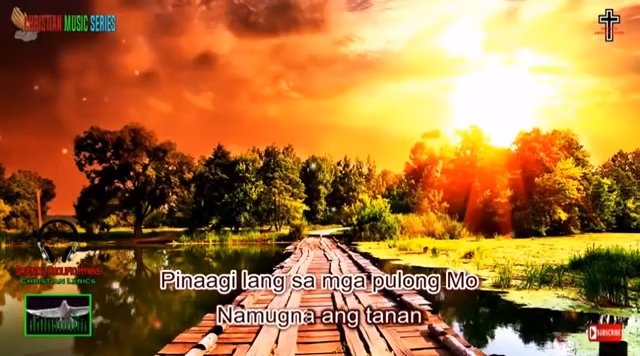 CHRISTIAN MUSIC SERIES
CHRISTIAN LYRICS
Pinaagi lang sa mga pulong Mo
Namugna ang tanan
SUBSCRIBE